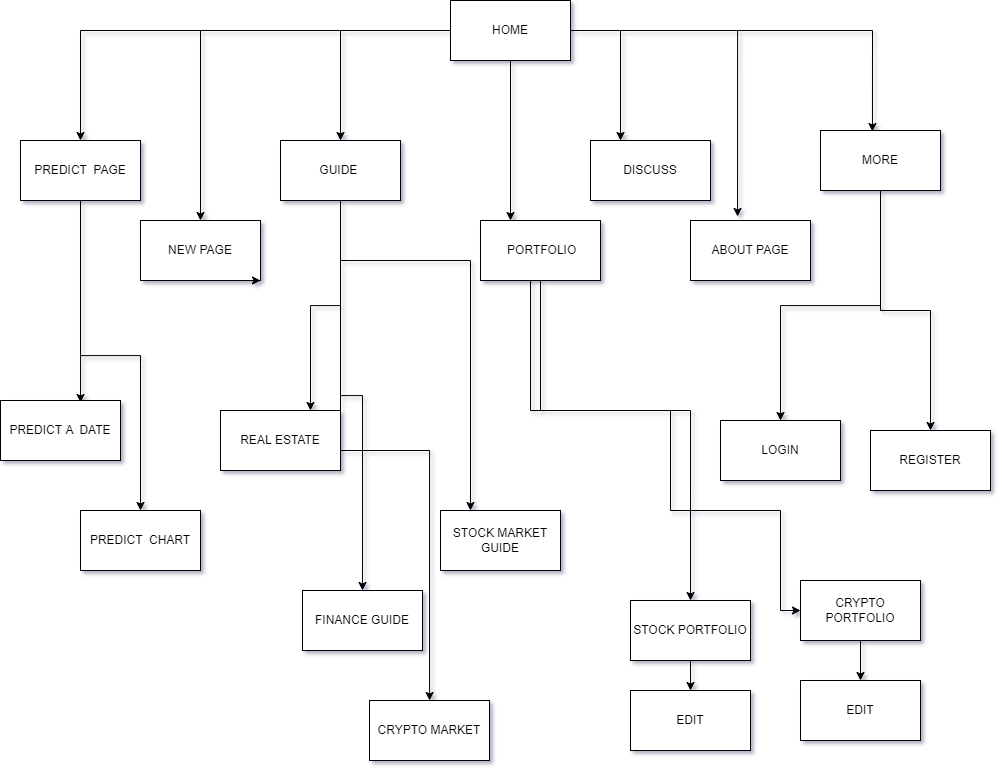 HOME
PREDICT PAGE
GUIDE
DISCUSS
MORE
NEW PAGE
PORTFOLIO
ABOUT PAGE
PREDICT A DATE
REAL ESTATE
LOGIN
REGISTER
PREDICT CHART
STOCK MARKET
GUIDE
FINANCE GUIDE
STOCK PORTFOLIO
CRYPTO
PORTFOLIO
CRYPTO MARKET
EDIT
EDIT